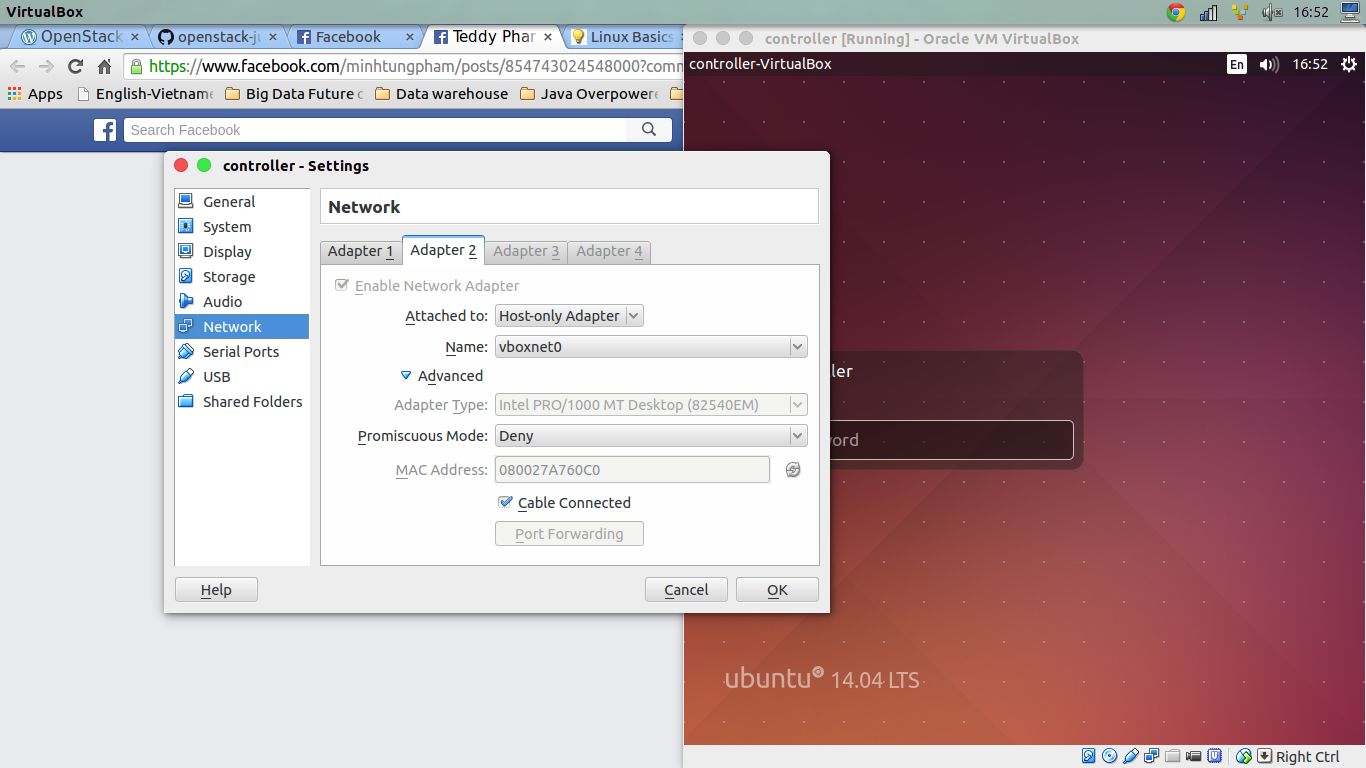 VirtualBox
16:52
OpenStack
openstack-ju
Facebook
Teddy Phar
Linux Basics
https://www.facebook.com/minhtungpham/posts/854743024548000?comm
Apps
English-Vietnam
Big Data Future c
Data warehouse
Java Overpower
Search Facebook
controller - Settings
General
System
Display
Storage
Audio
Network
Serial Ports
USB
Shared Folders
Network
Adapter 1
Adapter 2
Adapter 3
Adapter 4
Enable Network Adapter
Attached to: Host-only Adapter
Name: vboxnet0
Advanced
Adapter Type: Intel PRO/1000 MT Desktop (82540EM)
Promiscuous Mode: Deny
MAC Address: 080027A760C0
Cable Connected
Port Forwarding
Help
Cancel
OK
controller [Running] - Oracle VM VirtualBox
controller-VirtualBox
En
16:52
ler
ord
ubuntu 14.04 LTS
Right Ctrl